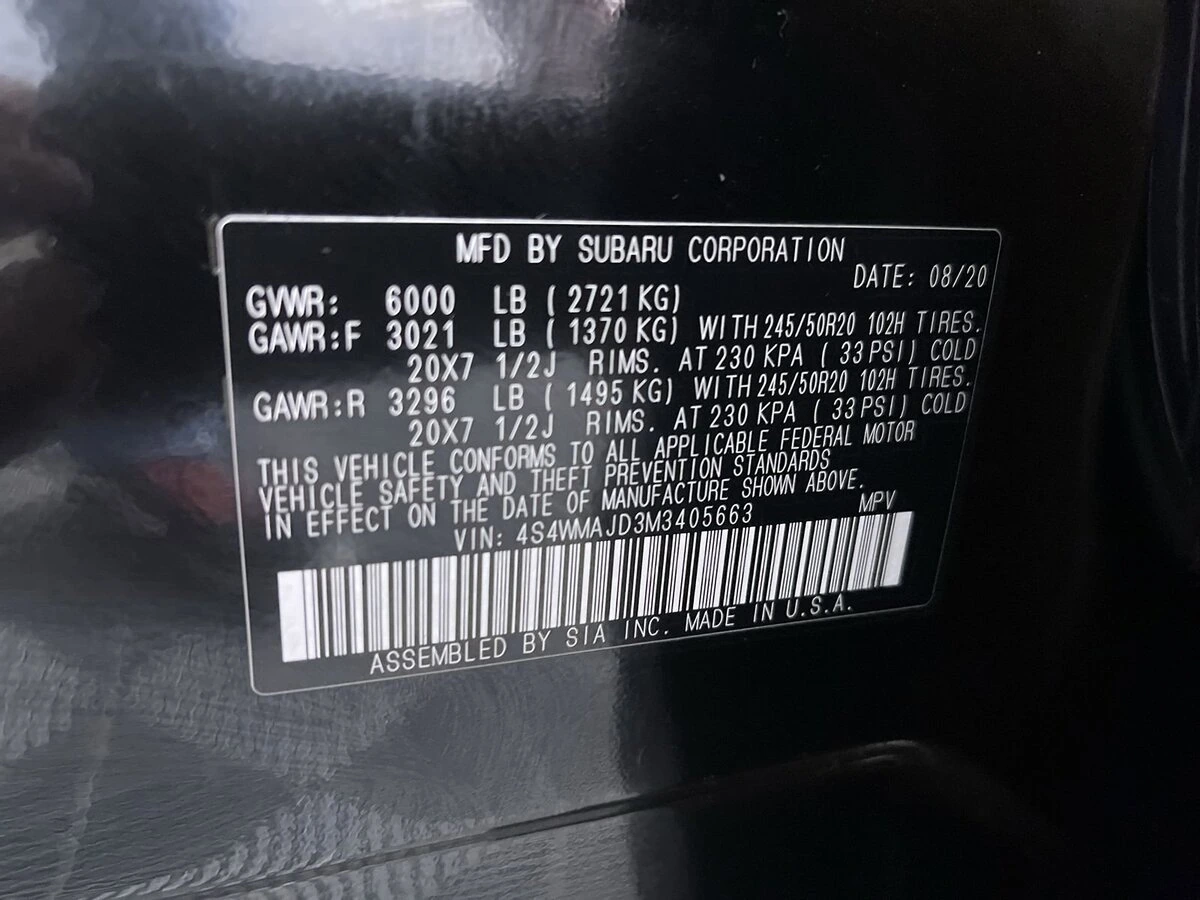 MFD BY SUBARU CORPORATION
DATE: 08/20
GVWR: 6000 LB ( 2721 KG)
GAWR:F 3021 LB ( 1370 KG) WITH 245/50R20 102H TIRES.
20X7 1/2J RIMS. AT 230 KPA ( 33 PSI) COLD
GAWR:R 3296 LB ( 1495 KG) WITH 245/50R20 102H TIRES.
20X7 1/2J RIMS. AT 230 KPA ( 33 PSI) COLD
THIS VEHICLE CONFORMS TO ALL APPLICABLE FEDERAL MOTOR
VEHICLE SAFETY AND THEFT PREVENTION STANDARDS
IN EFFECT ON THE DATE OF MANUFACTURE SHOWN ABOVE.
VIN: 4S4WMAJD3M3405663 MPV
ASSEMBLED BY SIA INC. MADE IN U.S.A.